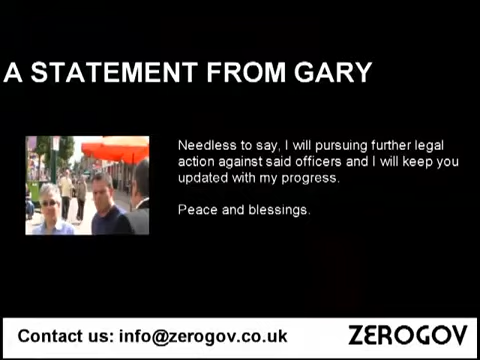 A STATEMENT FROM GARY
Needless to say, I will pursuing further legal
action against said officers and I will keep you
updated with my progress.
Peace and blessings.
Contact us: info@zerogov.co.uk
ZEROGOV